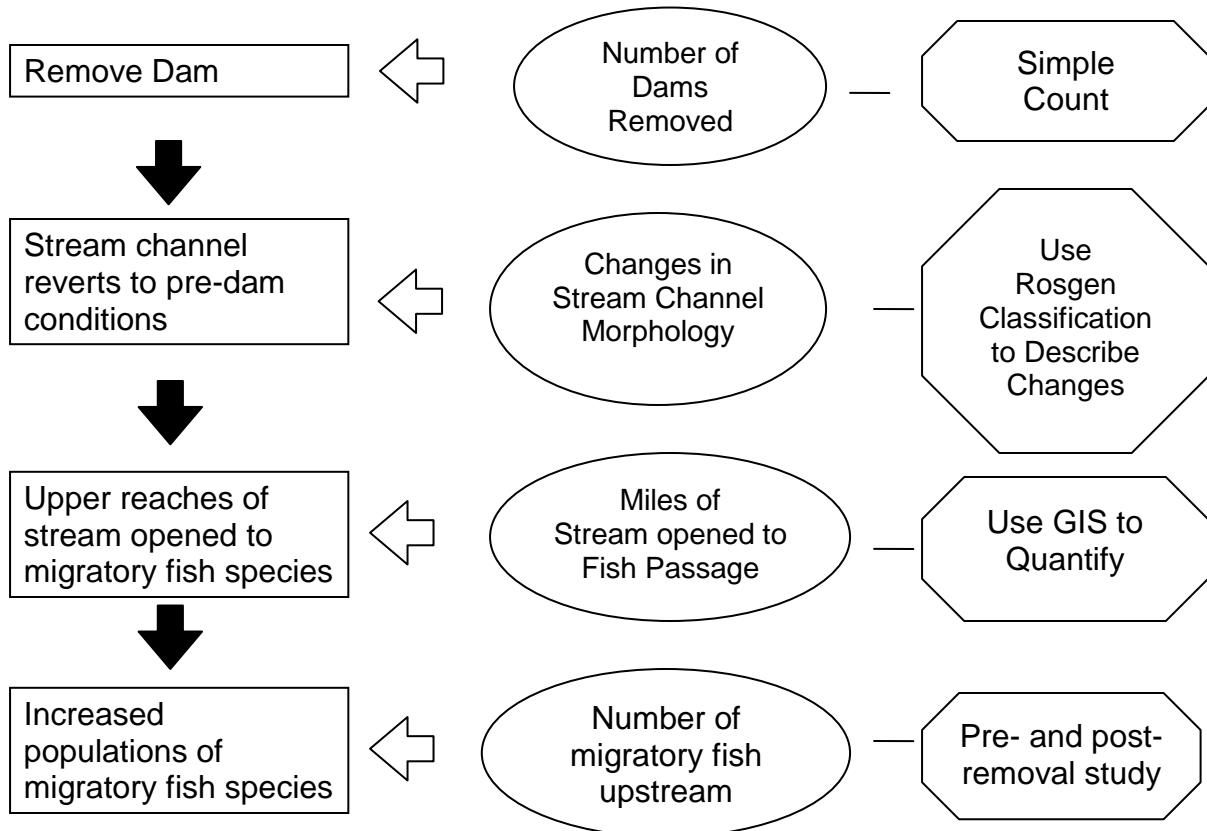 Remove Dam
Number of
Dams
Removed
Simple
Count
Stream channel
reverts to pre-dam
conditions
Changes in
Stream Channel
Morphology
Use
Rosgen
Classification
to Describe
Changes
Upper reaches of
stream opened to
migratory fish species
Miles of
Stream opened to
Fish Passage
Use GIS to
Quantify
Increased
populations of
migratory fish species
Number of
migratory fish
upstream
Pre- and post-
removal study